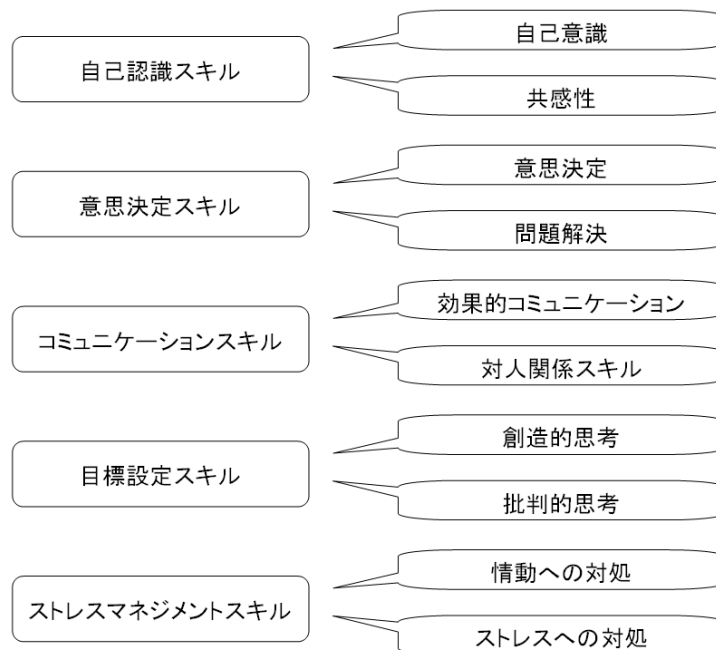 自己意識
自己認識スキル
共感性
意思決定
意思決定スキル
問題解決
効果的コミュニケーション
コミュニケーションスキル
対人関係スキル
創造的思考
目標設定スキル
批判的思考
情動への対処
ストレスマネジメントスキル
ストレスへの対処